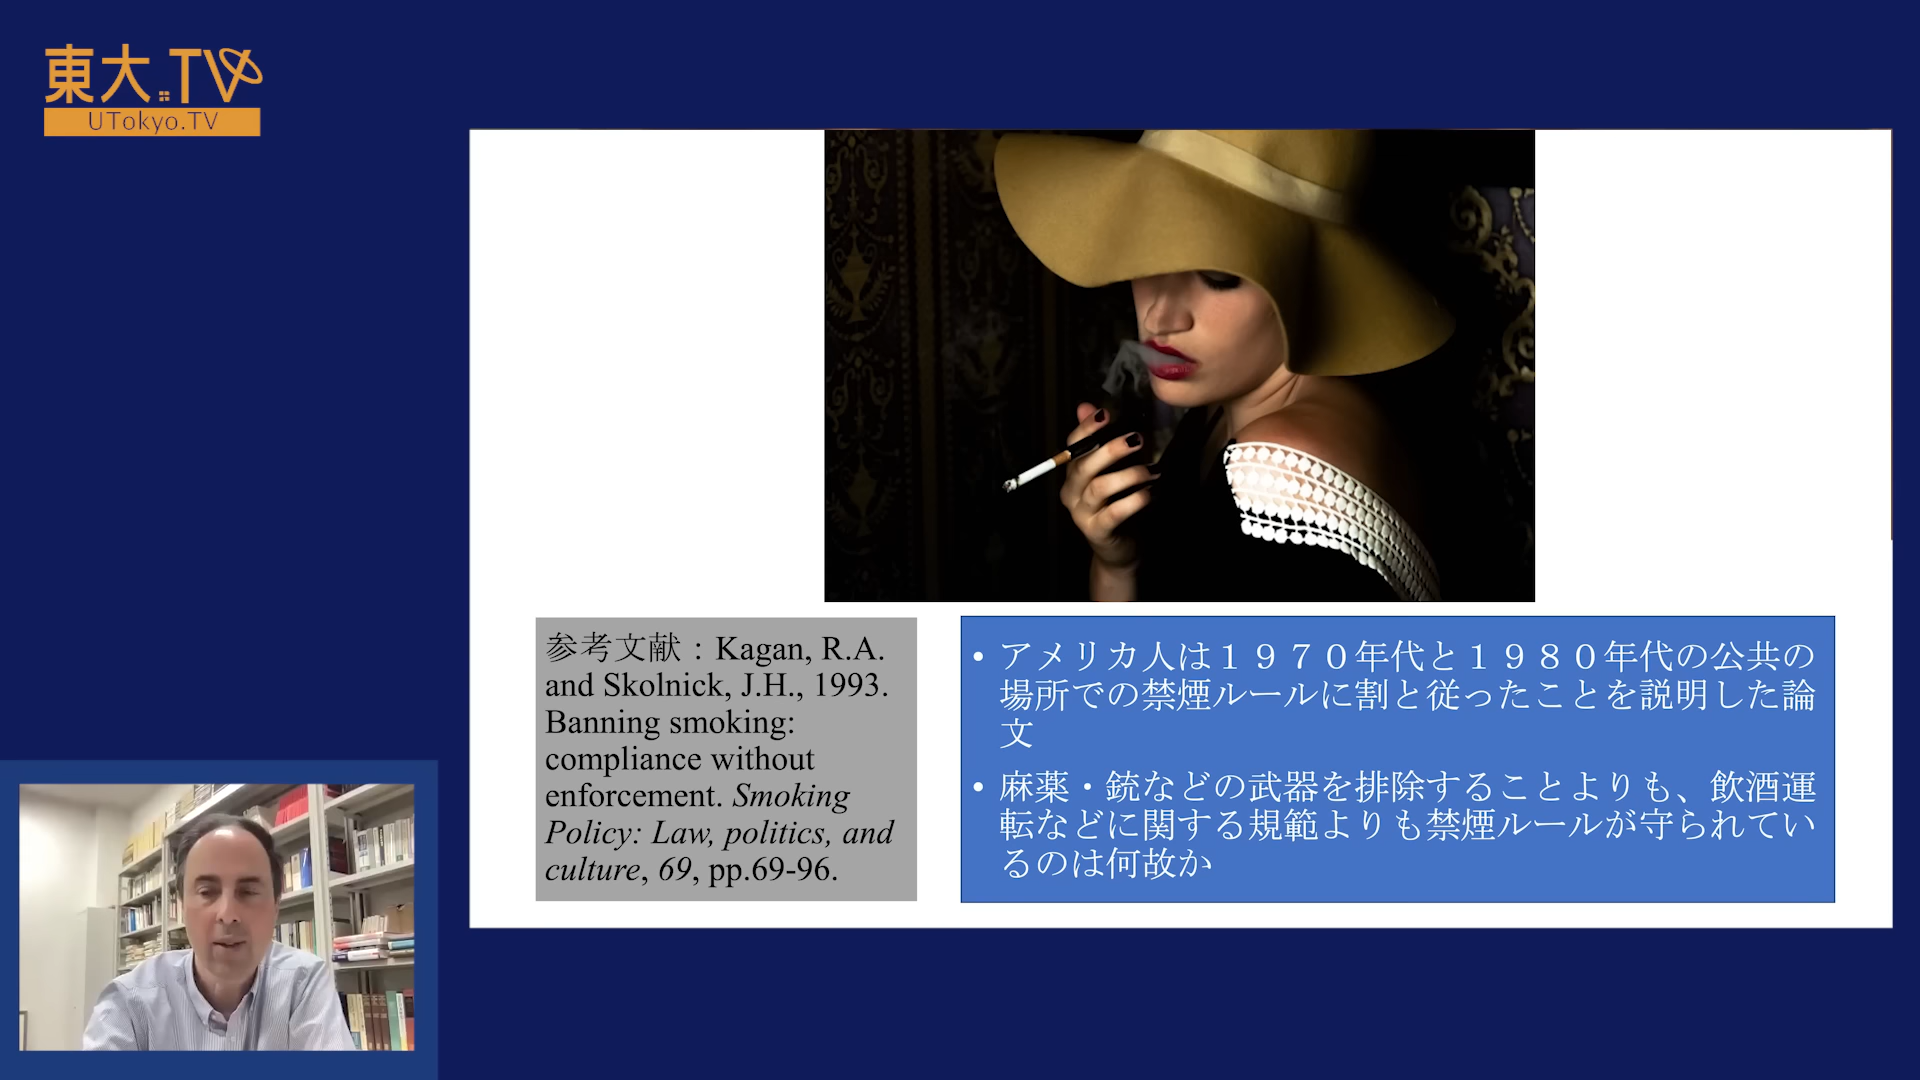 東大.TV
UTokyo.TV
参考文献：Kagan, R.A.
and Skolnick, J.H., 1993.
Banning smoking:
compliance without
enforcement. Smoking
Policy: Law, politics, and
culture, 69, pp.69-96.
• アメリカ人は１９７０年代と１９８０年代の公共の
場所での禁煙ルールに割と従ったことを説明した論
文
• 麻薬・銃などの武器を排除することよりも、飲酒運
転などに関する規範よりも禁煙ルールが守られてい
るのは何故か